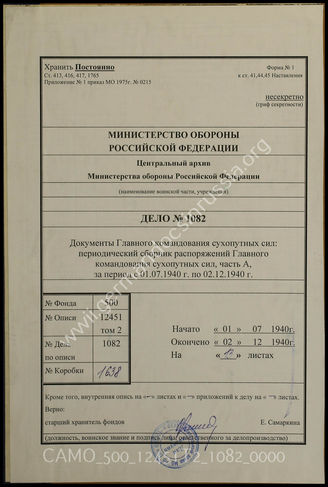 Хранить Постоянно
Форма № 1
Ст. 413, 416, 417, 1765
к ст. 41,44,45 Наставления
Приложение № 1 приказ МО 1975г. № 0215
несекретно
(гриф секретности)
МИНИСТЕРСТВО ОБОРОНЫ
РОССИЙСКОЙ ФЕДЕРАЦИИ
Центральный архив
Министерства обороны Российской Федерации
(наименование воинской части, учреждения)
ДЕЛО № 1082
Документы Главного командования сухопутных сил:
периодический сборник распоряжений Главного
командования сухопутных сил, часть А,
за период с 01.07.1940 г. по 02.12.1940 г.
№ Фонда 500
№ Описи 12451
том 2
№ Дела 1082
по описи
№ Коробки 1638
Начато « 01 » 07 1940г.
Окончено « 02 » 12 1940г.
На листах
Кроме того, внутренняя опись на «–» листах и «–» приложений к делу на «–» листах.
Верно:
старший хранитель фондов Е. Самаркина
(должность, воинское звание и подпись ответственного за делопроизводство)
www.germandocsinrussia.org